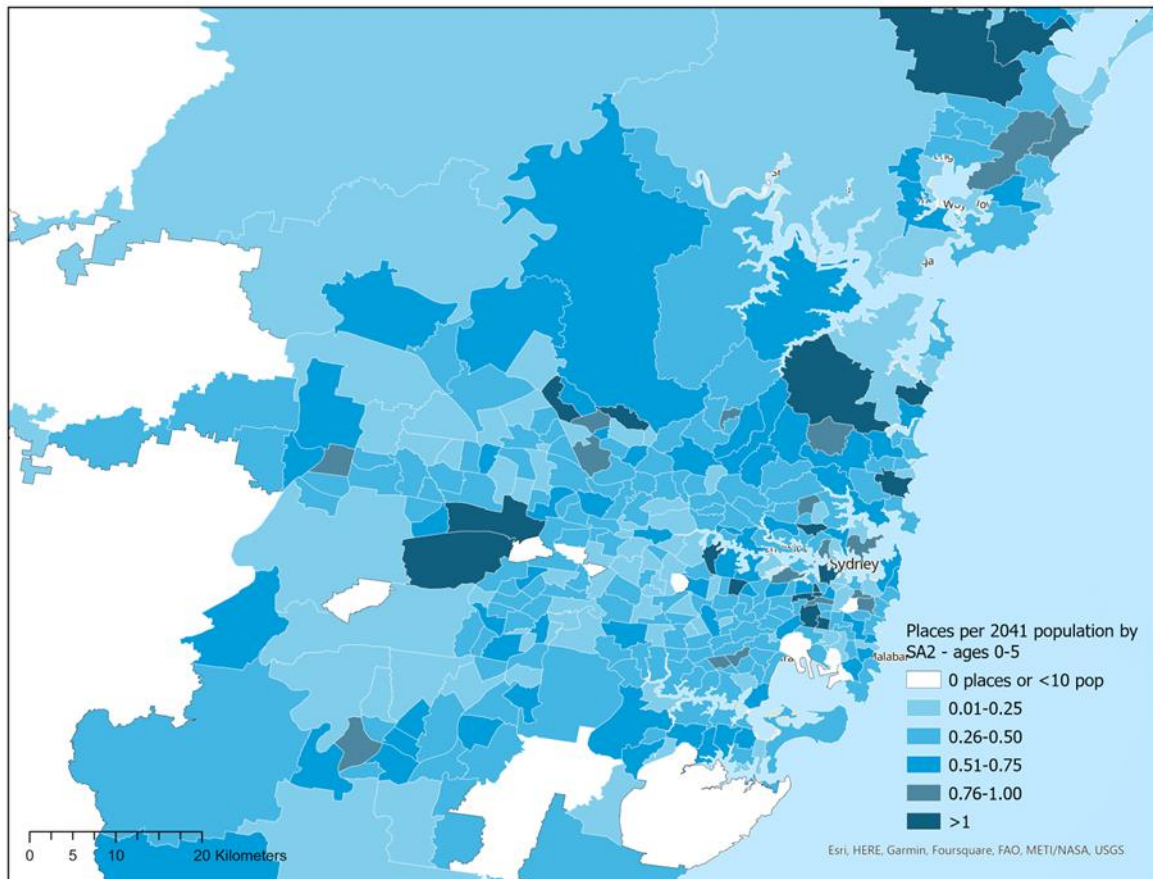 Sydney
Malabar
Places per 2041 population by
SA2 - ages 0-5
0 places or <10 pop
0.01-0.25
0.26-0.50
0.51-0.75
0.76-1.00
>1
0 5 10 20 Kilometers
Esri, HERE, Garmin, Foursquare, FAO, METI/NASA, USGS